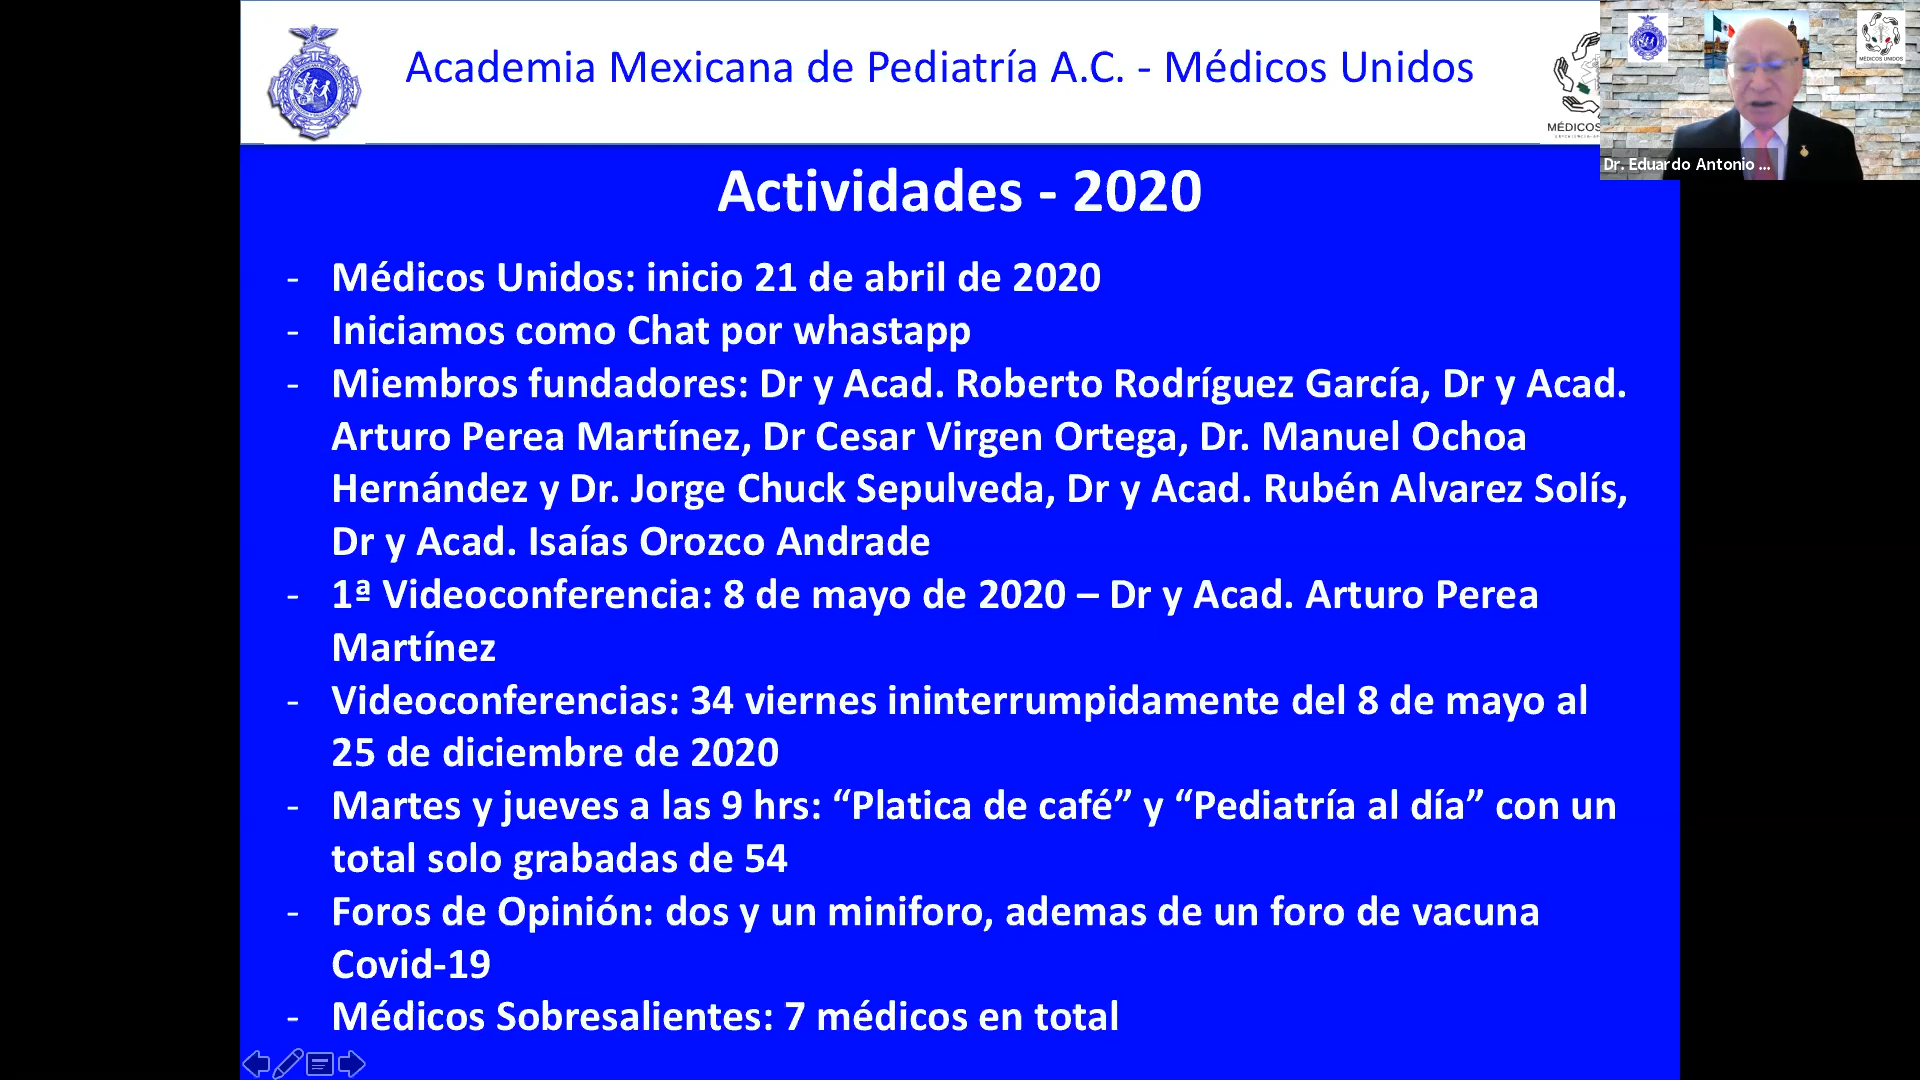 Academia Mexicana de Pediatría A.C. - Médicos Unidos
MÉDICOS
MÉDICOS UNIDOS
Dr. Eduardo Antonio ...
Actividades - 2020
- Médicos Unidos: inicio 21 de abril de 2020
- Iniciamos como Chat por whastapp
- Miembros fundadores: Dr y Acad. Roberto Rodríguez García, Dr y Acad.
Arturo Perea Martínez, Dr Cesar Virgen Ortega, Dr. Manuel Ochoa
Hernández y Dr. Jorge Chuck Sepulveda, Dr y Acad. Rubén Alvarez Solís,
Dr y Acad. Isaías Orozco Andrade
- 1ª Videoconferencia: 8 de mayo de 2020 – Dr y Acad. Arturo Perea
Martínez
- Videoconferencias: 34 viernes ininterrumpidamente del 8 de mayo al
25 de diciembre de 2020
- Martes y jueves a las 9 hrs: “Platica de café” y “Pediatría al día” con un
total solo grabadas de 54
- Foros de Opinión: dos y un miniforo, ademas de un foro de vacuna
Covid-19
- Médicos Sobresalientes: 7 médicos en total